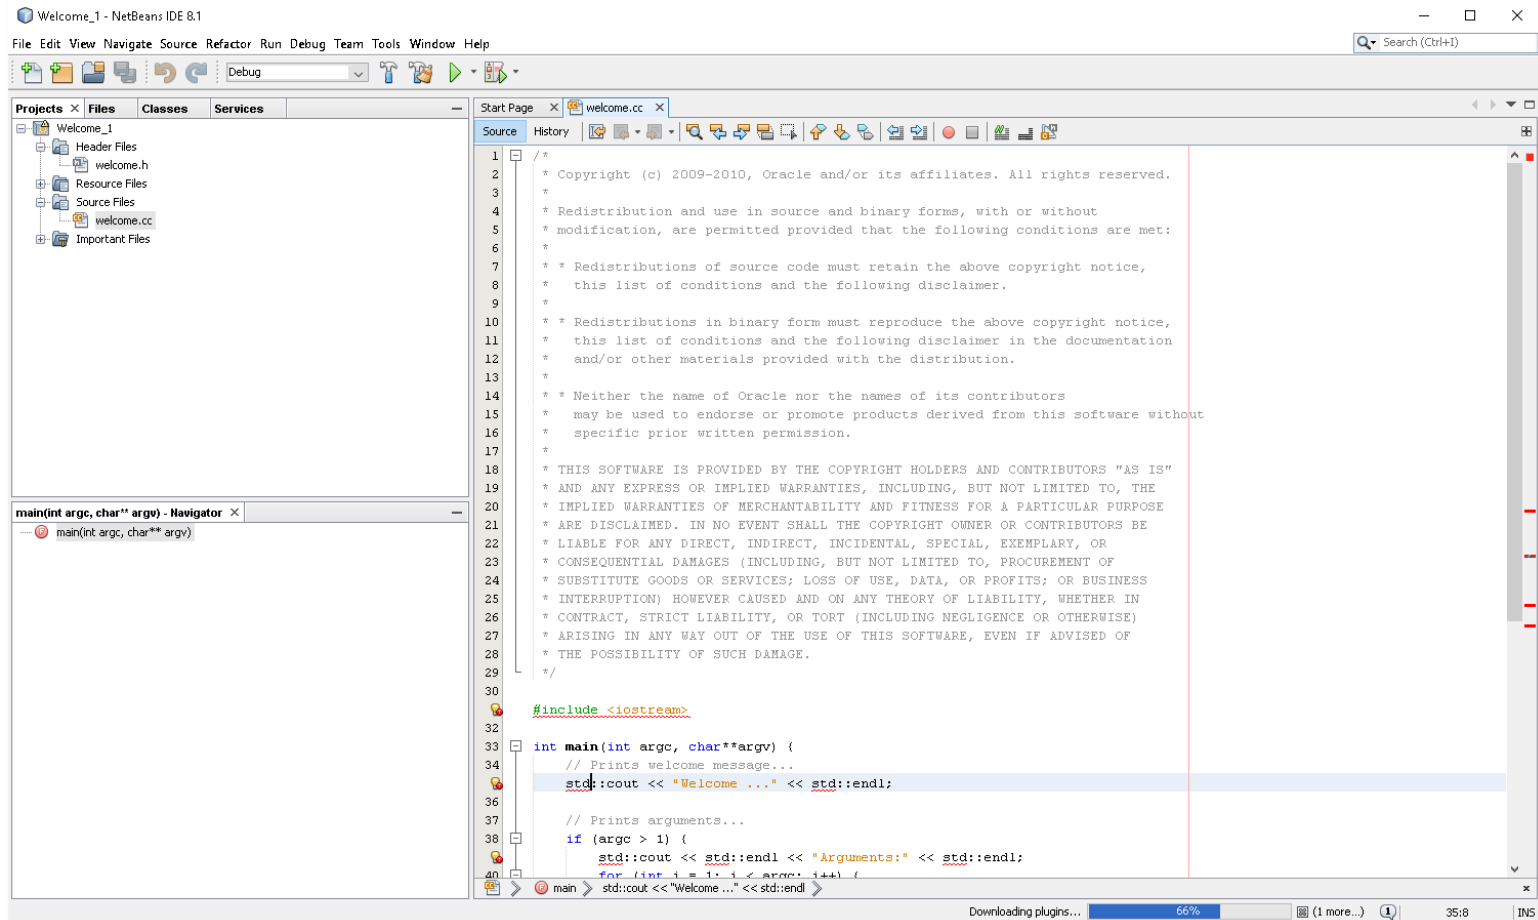 Welcome_1 - NetBeans IDE 8.1
File Edit View Navigate Source Refactor Run Debug Team Tools Window Help
Search (Ctrl+I)
Debug
Projects Files Classes Services
Welcome_1
Header Files
welcome.h
Resource Files
Source Files
welcome.cc
Important Files
main(int argc, char** argv) - Navigator
main(int argc, char** argv)
Start Page welcome.cc
Source History
1 /*
2 * Copyright (c) 2009-2010, Oracle and/or its affiliates. All rights reserved.
3 *
4 * Redistribution and use in source and binary forms, with or without
5 * modification, are permitted provided that the following conditions are met:
6 *
7 * * Redistributions of source code must retain the above copyright notice,
8 * this list of conditions and the following disclaimer.
9 *
10 * * Redistributions in binary form must reproduce the above copyright notice,
11 * this list of conditions and the following disclaimer in the documentation
12 * and/or other materials provided with the distribution.
13 *
14 * * Neither the name of Oracle nor the names of its contributors
15 * may be used to endorse or promote products derived from this software without
16 * specific prior written permission.
17 *
18 * THIS SOFTWARE IS PROVIDED BY THE COPYRIGHT HOLDERS AND CONTRIBUTORS "AS IS"
19 * AND ANY EXPRESS OR IMPLIED WARRANTIES, INCLUDING, BUT NOT LIMITED TO, THE
20 * IMPLIED WARRANTIES OF MERCHANTABILITY AND FITNESS FOR A PARTICULAR PURPOSE
21 * ARE DISCLAIMED. IN NO EVENT SHALL THE COPYRIGHT OWNER OR CONTRIBUTORS BE
22 * LIABLE FOR ANY DIRECT, INDIRECT, INCIDENTAL, SPECIAL, EXEMPLARY, OR
23 * CONSEQUENTIAL DAMAGES (INCLUDING, BUT NOT LIMITED TO, PROCUREMENT OF
24 * SUBSTITUTE GOODS OR SERVICES; LOSS OF USE, DATA, OR PROFITS; OR BUSINESS
25 * INTERRUPTION) HOWEVER CAUSED AND ON ANY THEORY OF LIABILITY, WHETHER IN
26 * CONTRACT, STRICT LIABILITY, OR TORT (INCLUDING NEGLIGENCE OR OTHERWISE)
27 * ARISING IN ANY WAY OUT OF THE USE OF THIS SOFTWARE, EVEN IF ADVISED OF
28 * THE POSSIBILITY OF SUCH DAMAGE.
29 */
30
#include <iostream>
32
33 int main(int argc, char**argv) {
34 // Prints welcome message...
std::cout << "Welcome ..." << std::endl;
36
37 // Prints arguments...
38 if (argc > 1) {
std::cout << std::endl << "Arguments:" << std::endl;
40 for (int i = 1; i < argc; i++) {
main std::cout << "Welcome ..." << std::endl
Downloading plugins... 66% (1 more...) 1 35:8 INS